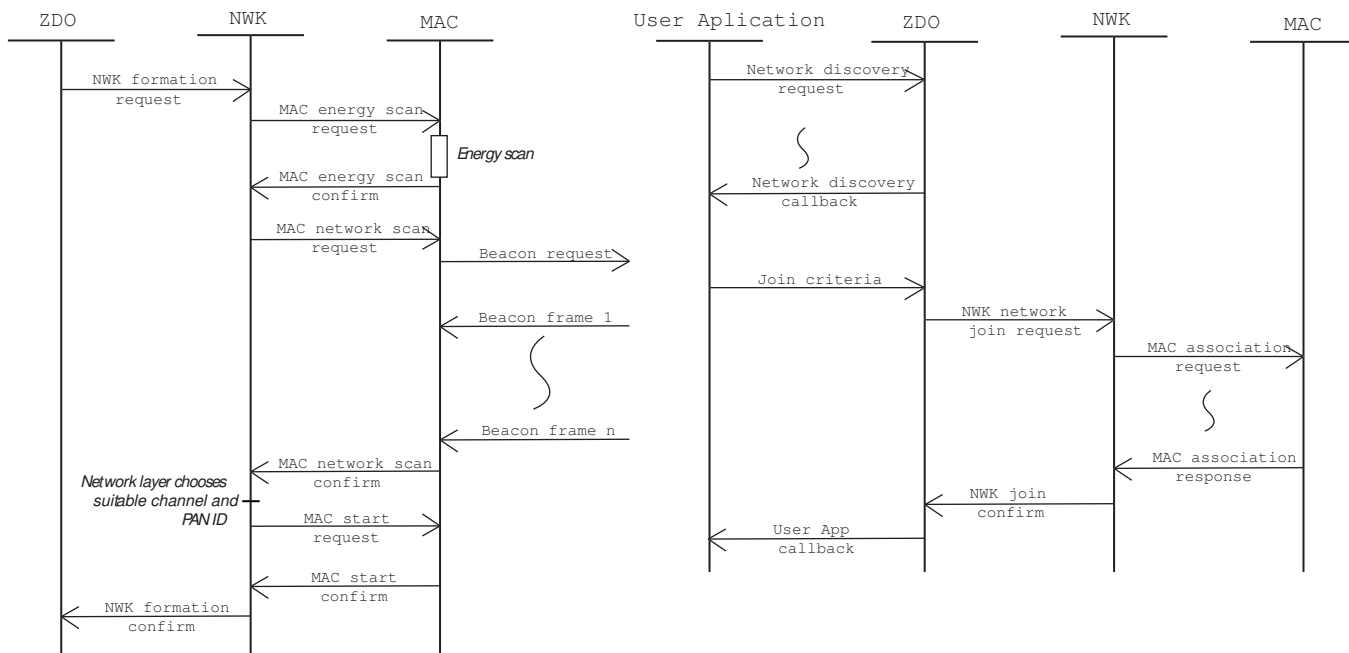 ZDO
NWK
MAC
NWK formation
request
MAC energy scan
request
Energy scan
MAC energy scan
confirm
MAC network scan
request
Beacon request
Beacon frame 1
Beacon frame n
MAC network scan
confirm
Network layer chooses
suitable channel and
PAN ID
MAC start
request
MAC start
confirm
NWK formation
confirm
User Aplication
ZDO
NWK
MAC
Network discovery
request
Network discovery
callback
Join criteria
NWK network
join request
MAC association
request
MAC association
response
NWK join
confirm
User App
callback